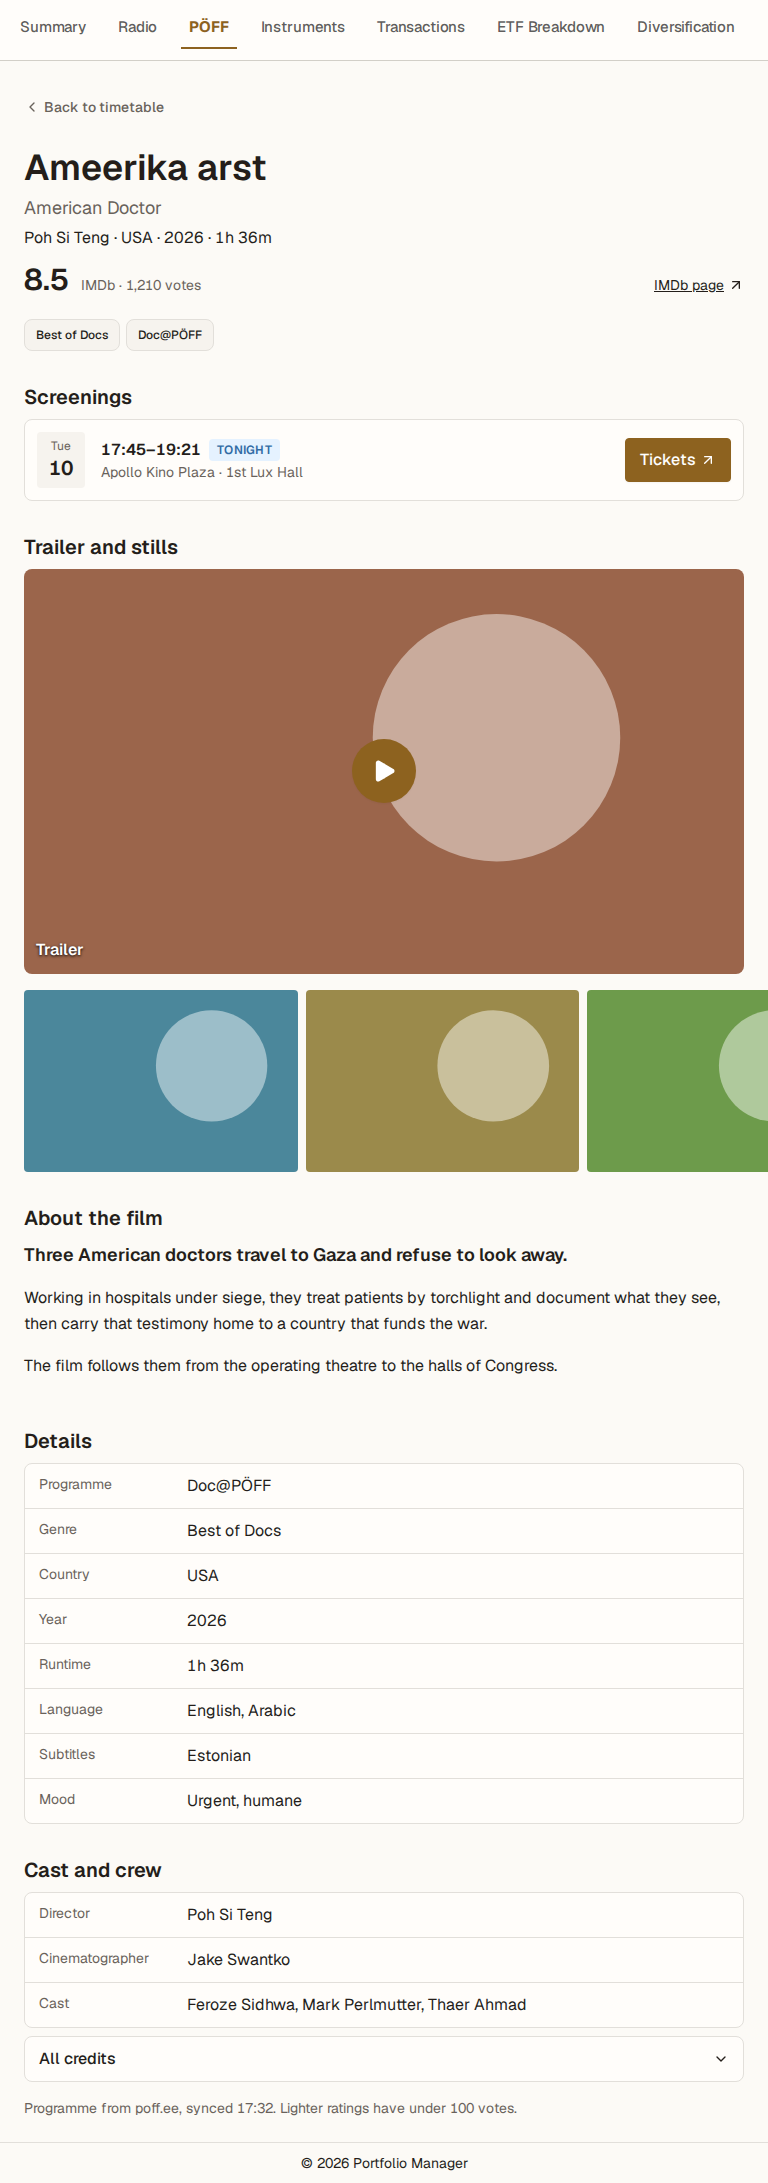 Summary Radio PÖFF Instruments Transactions ETF Breakdown Diversification
Back to timetable
Ameerika arst
American Doctor
Poh Si Teng · USA · 2026 · 1h 36m
8.5 IMDb · 1,210 votes IMDb page
Best of Docs Doc@PÖFF
Screenings
Tue
10
17:45–19:21 TONIGHT
Apollo Kino Plaza · 1st Lux Hall
Tickets
Trailer and stills
Trailer
About the film
Three American doctors travel to Gaza and refuse to look away.
Working in hospitals under siege, they treat patients by torchlight and document what they see,
then carry that testimony home to a country that funds the war.
The film follows them from the operating theatre to the halls of Congress.
Details
Programme Doc@PÖFF
Genre Best of Docs
Country USA
Year 2026
Runtime 1h 36m
Language English, Arabic
Subtitles Estonian
Mood Urgent, humane
Cast and crew
Director Poh Si Teng
Cinematographer Jake Swantko
Cast Feroze Sidhwa, Mark Perlmutter, Thaer Ahmad
All credits
Programme from poff.ee, synced 17:32. Lighter ratings have under 100 votes.
© 2026 Portfolio Manager